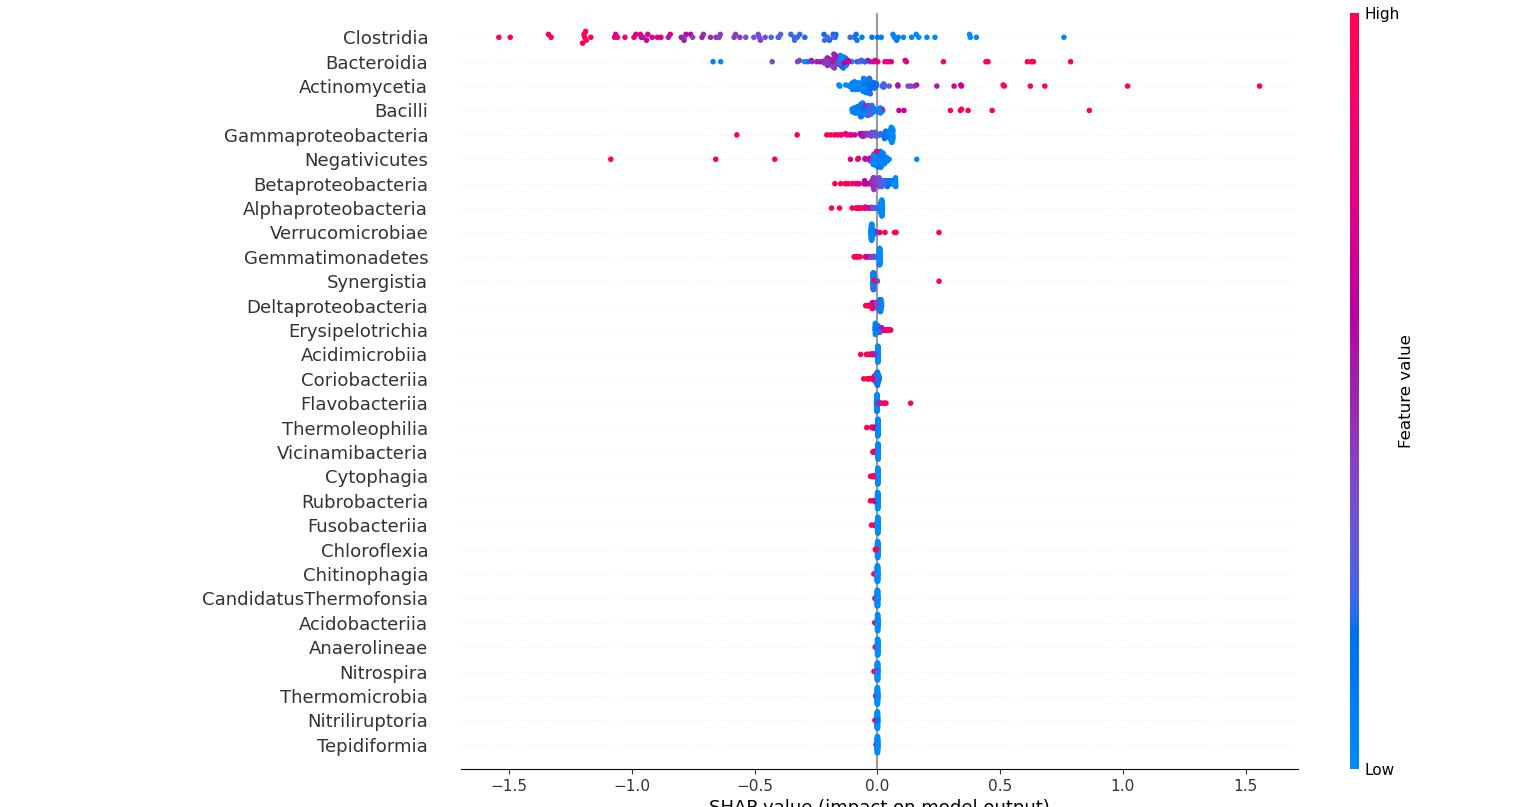 High
Clostridia
Bacteroidia
Actinomycetia
Bacilli
Gammaproteobacteria
Negativicutes
Betaproteobacteria
Alphaproteobacteria
Verrucomicrobiae
Gemmatimonadetes
Synergistia
Deltaproteobacteria
Erysipelotrichia
Acidimicrobiia
Coriobacteriia
Flavobacteriia
Thermoleophilia
Vicinamibacteria
Cytophagia
Rubrobacteria
Fusobacteriia
Chloroflexia
Chitinophagia
CandidatusThermofonsia
Acidobacteriia
Anaerolineae
Nitrospira
Thermomicrobia
Nitriliruptoria
Tepidiformia
Feature value
Low
−1.5 −1.0 −0.5 0.0 0.5 1.0 1.5
SHAP value (impact on model output)